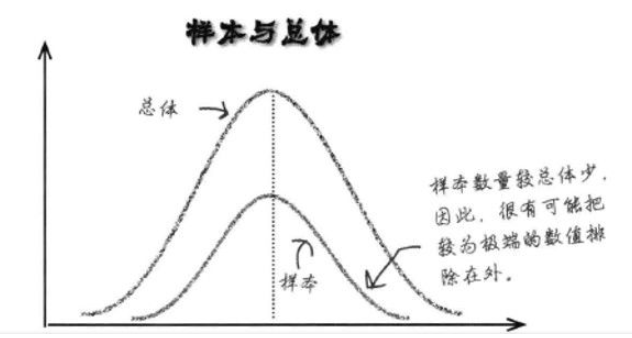 样本与总体
总体
样本数量较总体少，
因此，很有可能把
较为极端的数值排
除在外。
样本